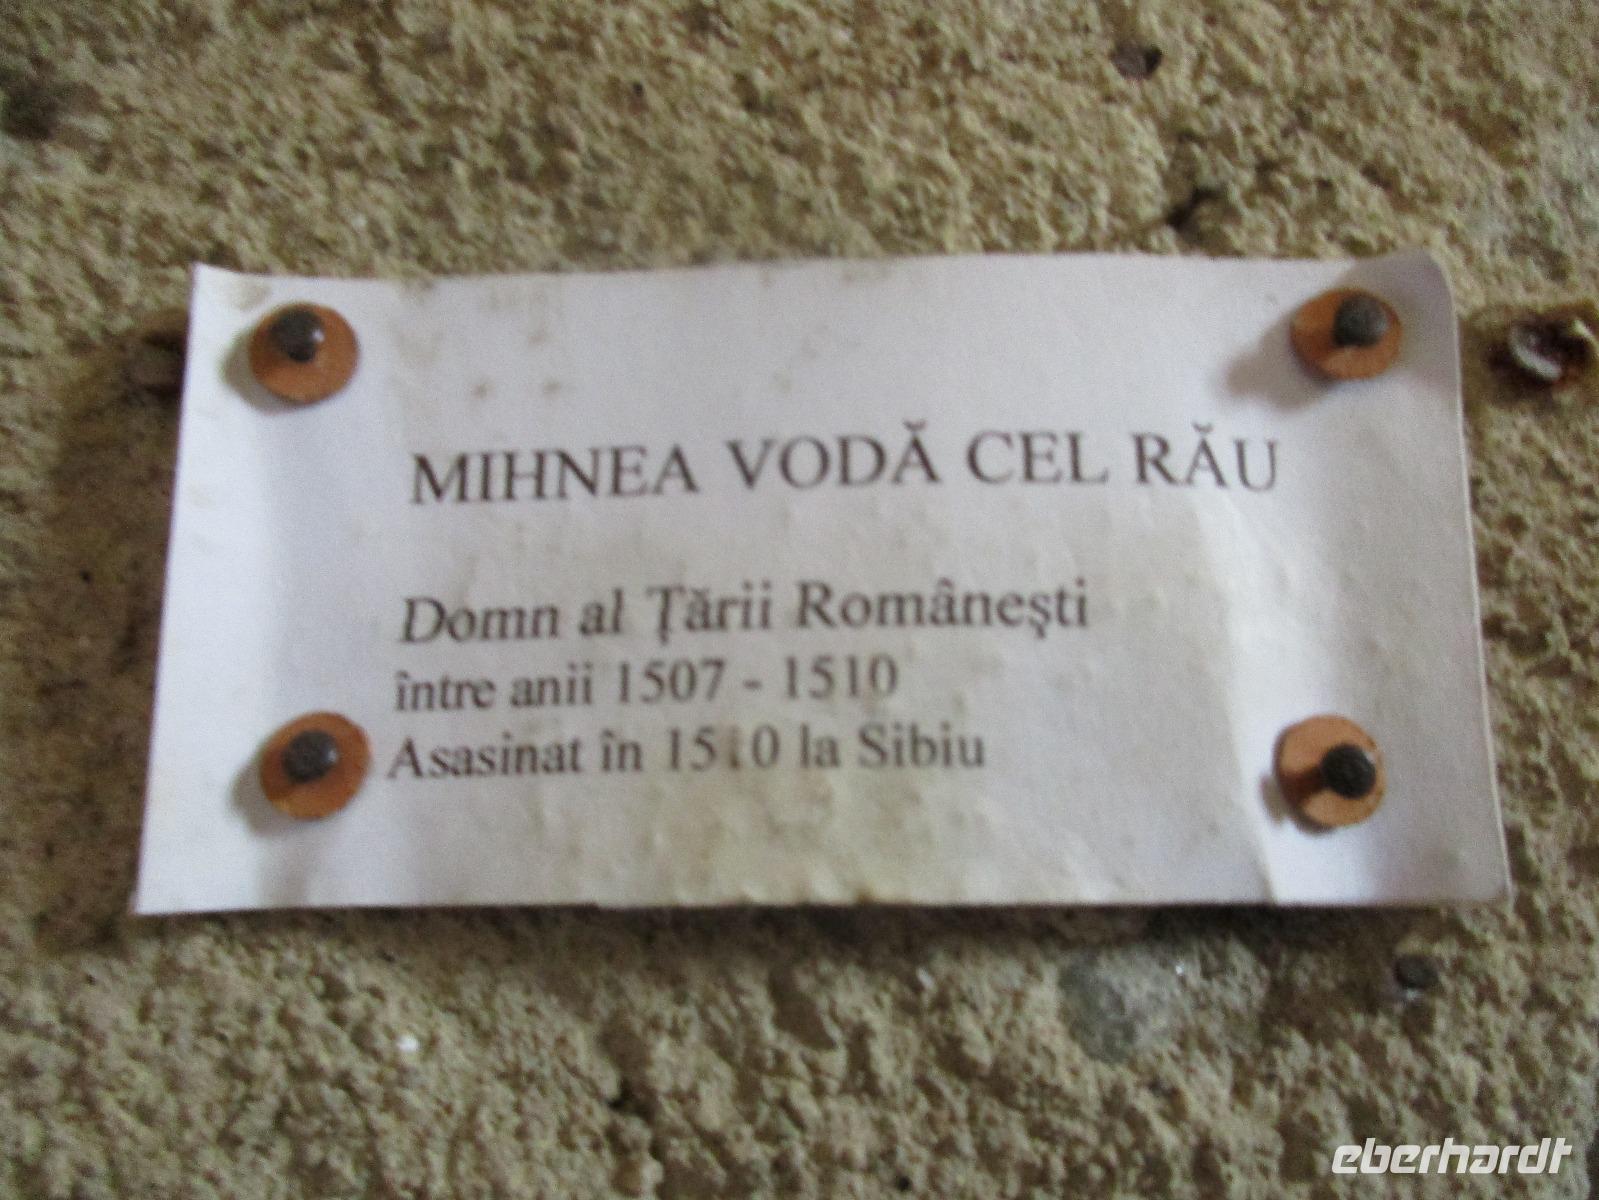 MIHNEA VODĂ CEL RĂU
Domn al Țării Românești
între anii 1507 - 1510
Asasinat în 1510 la Sibiu
eberhardt